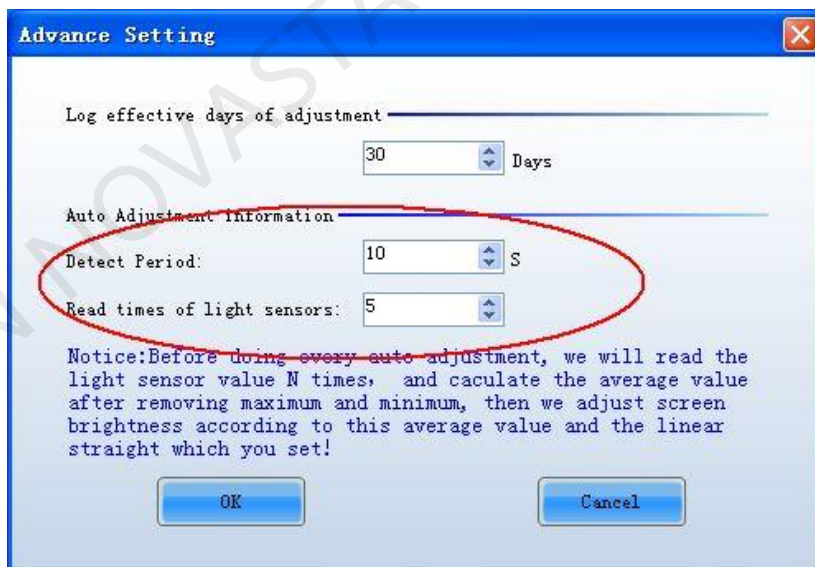 Advance Setting
Log effective days of adjustment
30 Days
Auto Adjustment Information
Detect Period: 10 S
Read times of light sensors: 5
Notice:Before doing every auto adjustment, we will read the
light sensor value N times, and caculate the average value
after removing maximum and minimum, then we adjust screen
brightness according to this average value and the linear
straight which you set!
OK Cancel